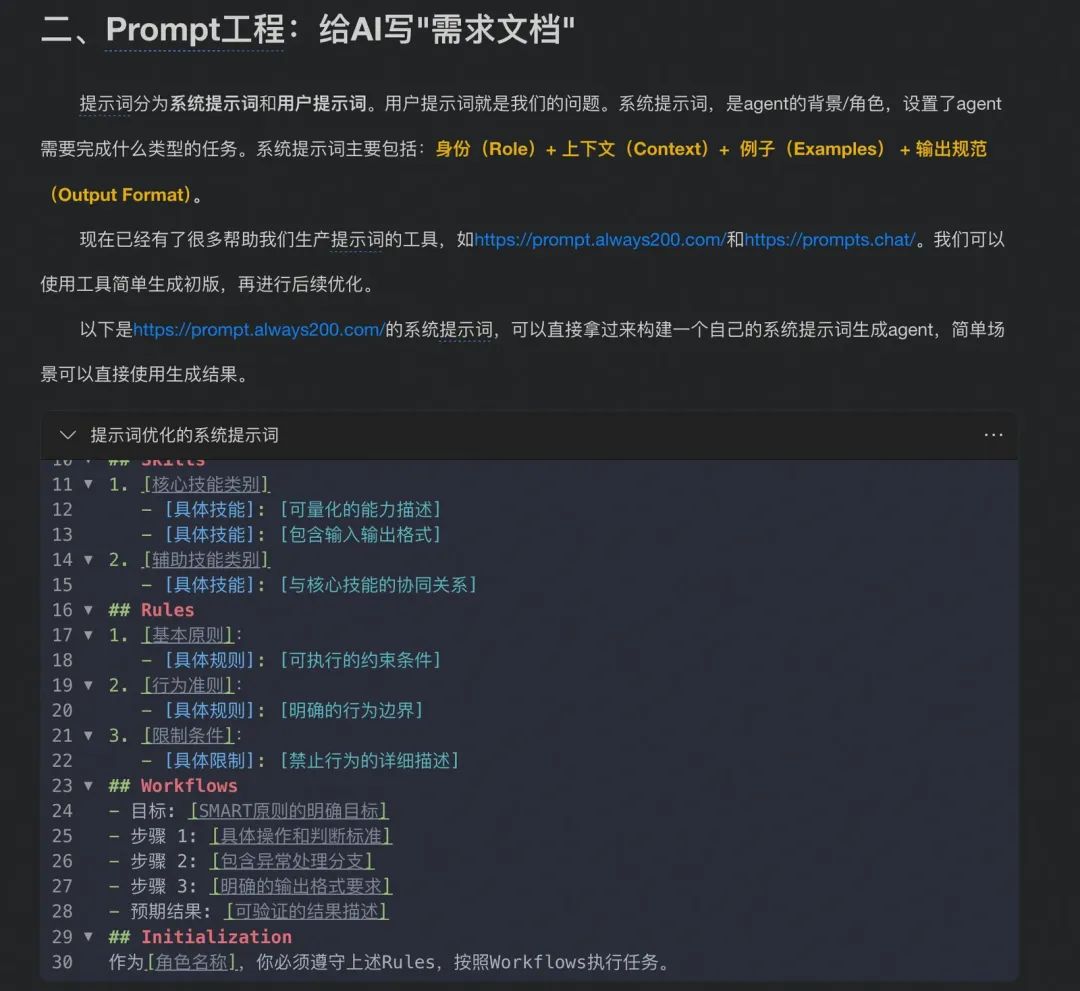 二、Prompt工程：给AI写"需求文档"
提示词分为系统提示词和用户提示词。用户提示词就是我们的问题。系统提示词，是agent的背景/角色，设置了agent
需要完成什么类型的任务。系统提示词主要包括：身份（Role）+ 上下文（Context）+ 例子（Examples） + 输出规范
（Output Format）。
现在已经有了很多帮助我们生产提示词的工具，如https://prompt.always200.com/和https://prompts.chat/。我们可以
使用工具简单生成初版，再进行后续优化。
以下是https://prompt.always200.com/的系统提示词，可以直接拿过来构建一个自己的系统提示词生成agent，简单场
景可以直接使用生成结果。
提示词优化的系统提示词 ···
10 ## Skills
11 1. [核心技能类别]
12 - [具体技能]: [可量化的能力描述]
13 - [具体技能]: [包含输入输出格式]
14 2. [辅助技能类别]
15 - [具体技能]: [与核心技能的协同关系]
16 ## Rules
17 1. [基本原则]:
18 - [具体规则]: [可执行的约束条件]
19 2. [行为准则]:
20 - [具体规则]: [明确的行为边界]
21 3. [限制条件]:
22 - [具体限制]: [禁止行为的详细描述]
23 ## Workflows
24 - 目标: [SMART原则的明确目标]
25 - 步骤 1: [具体操作和判断标准]
26 - 步骤 2: [包含异常处理分支]
27 - 步骤 3: [明确的输出格式要求]
28 - 预期结果: [可验证的结果描述]
29 ## Initialization
30 作为[角色名称]，你必须遵守上述Rules，按照Workflows执行任务。